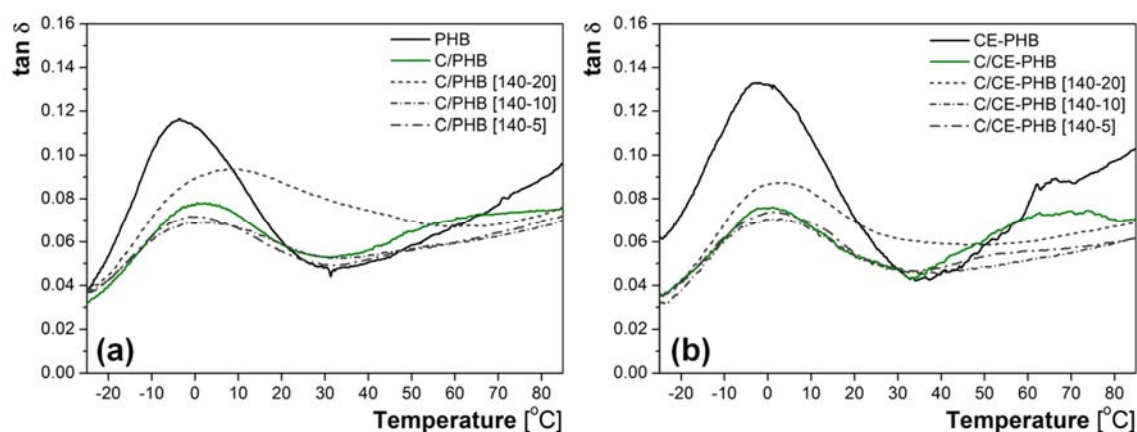 tan δ
0.16
0.14
0.12
0.10
0.08
0.06
0.04
0.02
0.00
PHB
C/PHB
C/PHB [140-20]
C/PHB [140-10]
C/PHB [140-5]
(a)
-20 -10 0 10 20 30 40 50 60 70 80
Temperature [°C]
tan δ
0.16
0.14
0.12
0.10
0.08
0.06
0.04
0.02
0.00
CE-PHB
C/CE-PHB
C/CE-PHB [140-20]
C/CE-PHB [140-10]
C/CE-PHB [140-5]
(b)
-20 -10 0 10 20 30 40 50 60 70 80
Temperature [°C]